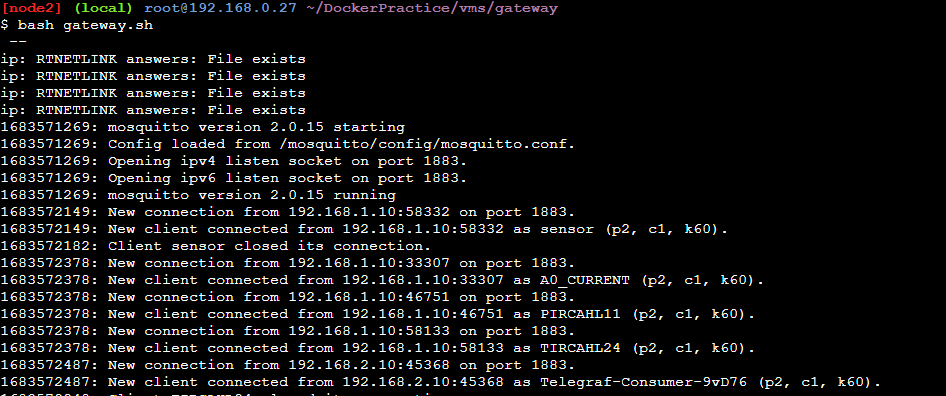 [node2] (local) root@192.168.0.27 ~/DockerPractice/vms/gateway
$ bash gateway.sh
--
ip: RTNETLINK answers: File exists
ip: RTNETLINK answers: File exists
ip: RTNETLINK answers: File exists
ip: RTNETLINK answers: File exists
1683571269: mosquitto version 2.0.15 starting
1683571269: Config loaded from /mosquitto/config/mosquitto.conf.
1683571269: Opening ipv4 listen socket on port 1883.
1683571269: Opening ipv6 listen socket on port 1883.
1683571269: mosquitto version 2.0.15 running
1683572149: New connection from 192.168.1.10:58332 on port 1883.
1683572149: New client connected from 192.168.1.10:58332 as sensor (p2, c1, k60).
1683572182: Client sensor closed its connection.
1683572378: New connection from 192.168.1.10:33307 on port 1883.
1683572378: New client connected from 192.168.1.10:33307 as A0_CURRENT (p2, c1, k60).
1683572378: New connection from 192.168.1.10:46751 on port 1883.
1683572378: New client connected from 192.168.1.10:46751 as PIRCAHL11 (p2, c1, k60).
1683572378: New connection from 192.168.1.10:58133 on port 1883.
1683572378: New client connected from 192.168.1.10:58133 as TIRCAHL24 (p2, c1, k60).
1683572487: New connection from 192.168.2.10:45368 on port 1883.
1683572487: New client connected from 192.168.2.10:45368 as Telegraf-Consumer-9vD76 (p2, c1, k60).